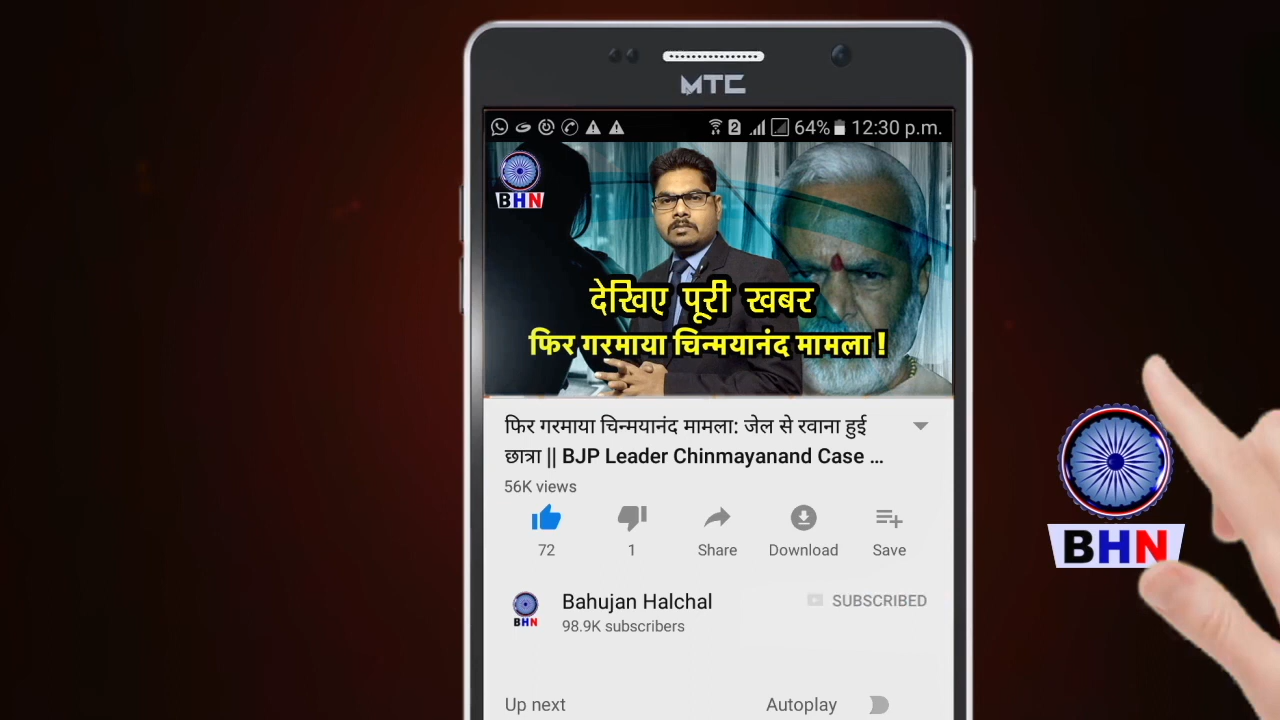 MTC
2 64% 12:30 p.m.
BHN
देखिए पूरी खबर
फिर गरमाया चिन्मयानंद मामला !
फिर गरमाया चिन्मयानंद मामला: जेल से रवाना हुई
छात्रा || BJP Leader Chinmayanand Case ...
56K views
72 1 Share Download Save
Bahujan Halchal SUBSCRIBED
BHN
98.9K subscribers
Up next Autoplay
BHN